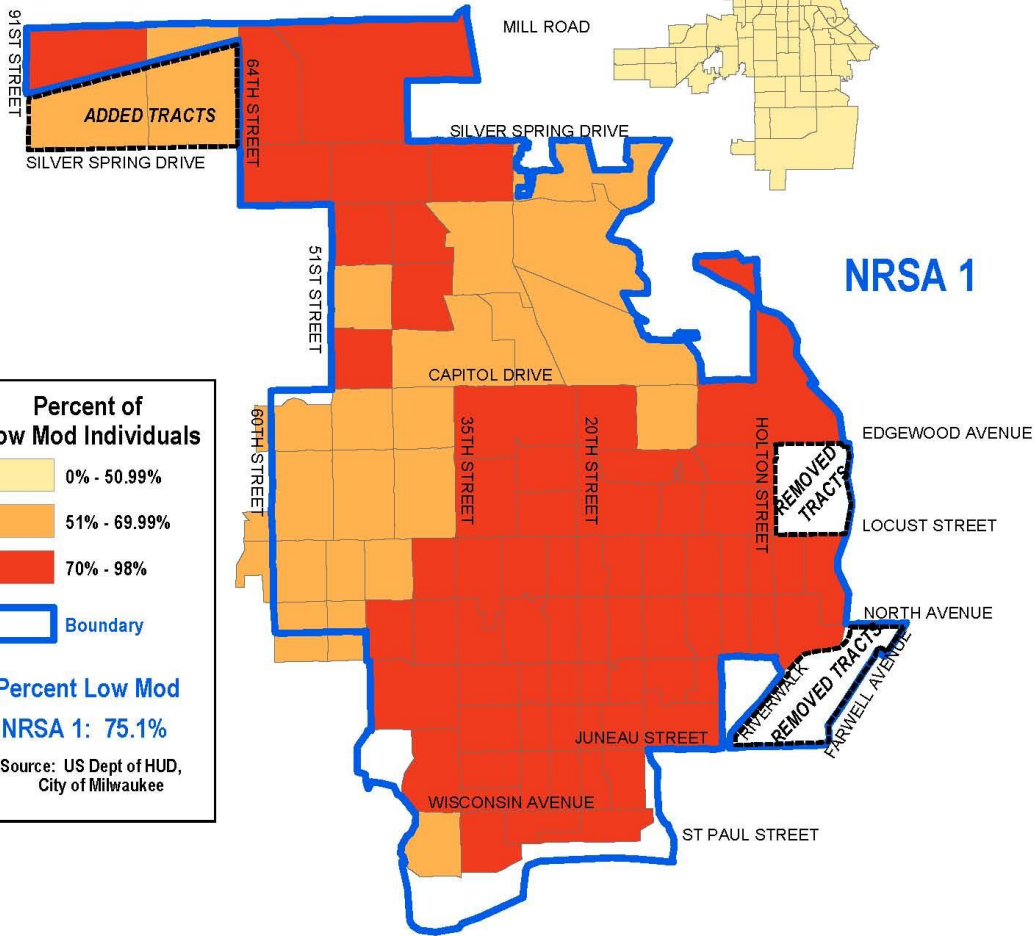 MILL ROAD
91ST STREET
64TH STREET
ADDED TRACTS
SILVER SPRING DRIVE
SILVER SPRING DRIVE
51ST STREET
NRSA 1
CAPITOL DRIVE
60TH STREET
35TH STREET
20TH STREET
HOLTON STREET
EDGEWOOD AVENUE
REMOVED
TRACTS
LOCUST STREET
NORTH AVENUE
REMOVED TRACTS
RIVERWALK
FARWELL AVENUE
JUNEAU STREET
WISCONSIN AVENUE
ST PAUL STREET
Percent of
ow Mod Individuals
0% - 50.99%
51% - 69.99%
70% - 98%
Boundary
Percent Low Mod
NRSA 1: 75.1%
Source: US Dept of HUD,
City of Milwaukee